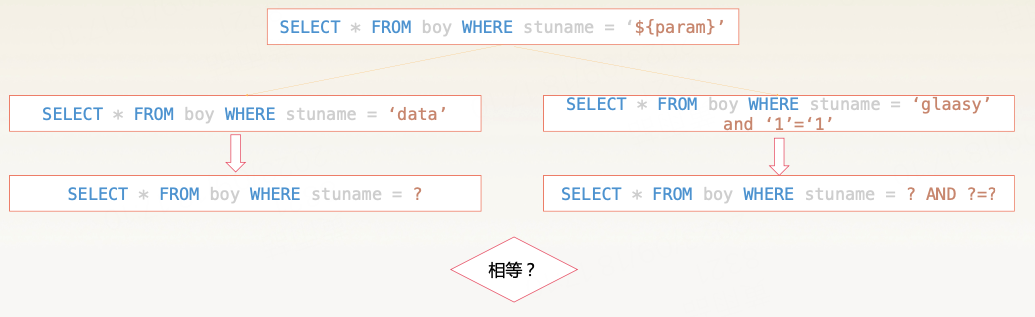 SELECT * FROM boy WHERE stuname = ‘${param}’
SELECT * FROM boy WHERE stuname = ‘data’
SELECT * FROM boy WHERE stuname = ‘glaasy’
and ‘1’=‘1’
SELECT * FROM boy WHERE stuname = ?
SELECT * FROM boy WHERE stuname = ? AND ?=?
相等？